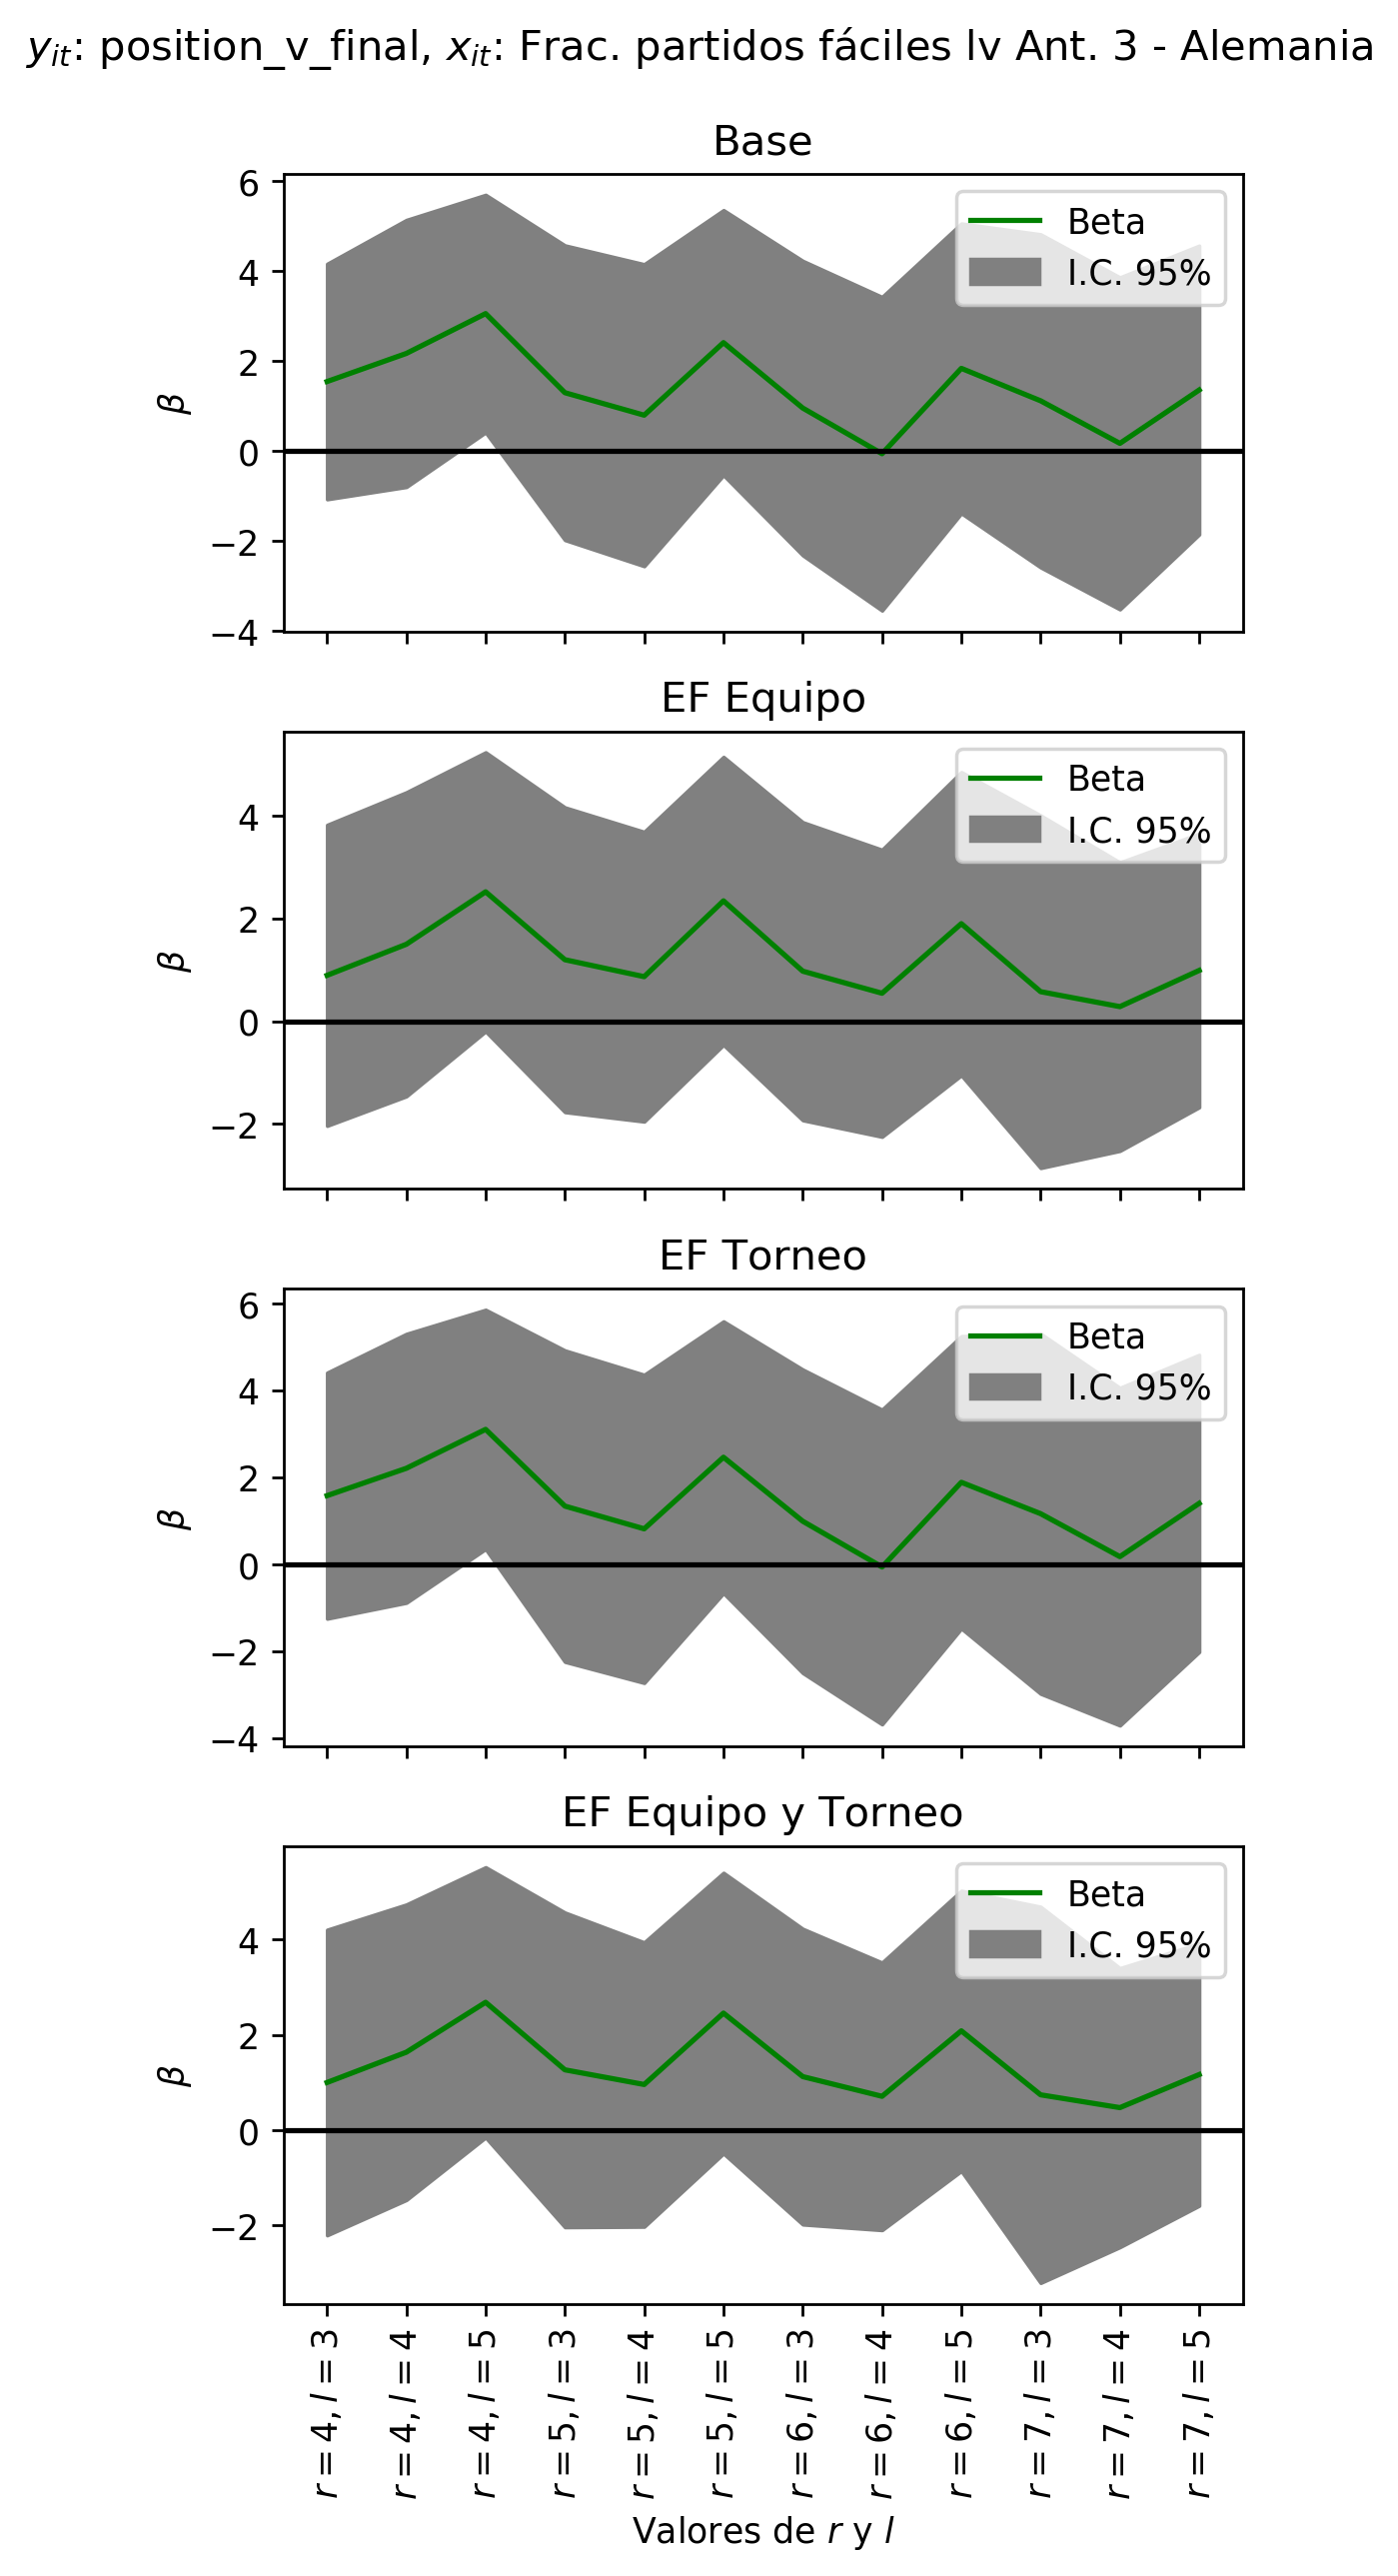 y_it: position_v_final, x_it: Frac. partidos fáciles lv Ant. 3 - Alemania
Base
6
4
2
0
−2
−4
β
Beta
I.C. 95%
EF Equipo
4
2
0
−2
β
Beta
I.C. 95%
EF Torneo
6
4
2
0
−2
−4
β
Beta
I.C. 95%
EF Equipo y Torneo
4
2
0
−2
β
Beta
I.C. 95%
r = 4, l = 3
r = 4, l = 4
r = 4, l = 5
r = 5, l = 3
r = 5, l = 4
r = 5, l = 5
r = 6, l = 3
r = 6, l = 4
r = 6, l = 5
r = 7, l = 3
r = 7, l = 4
r = 7, l = 5
Valores de r y l